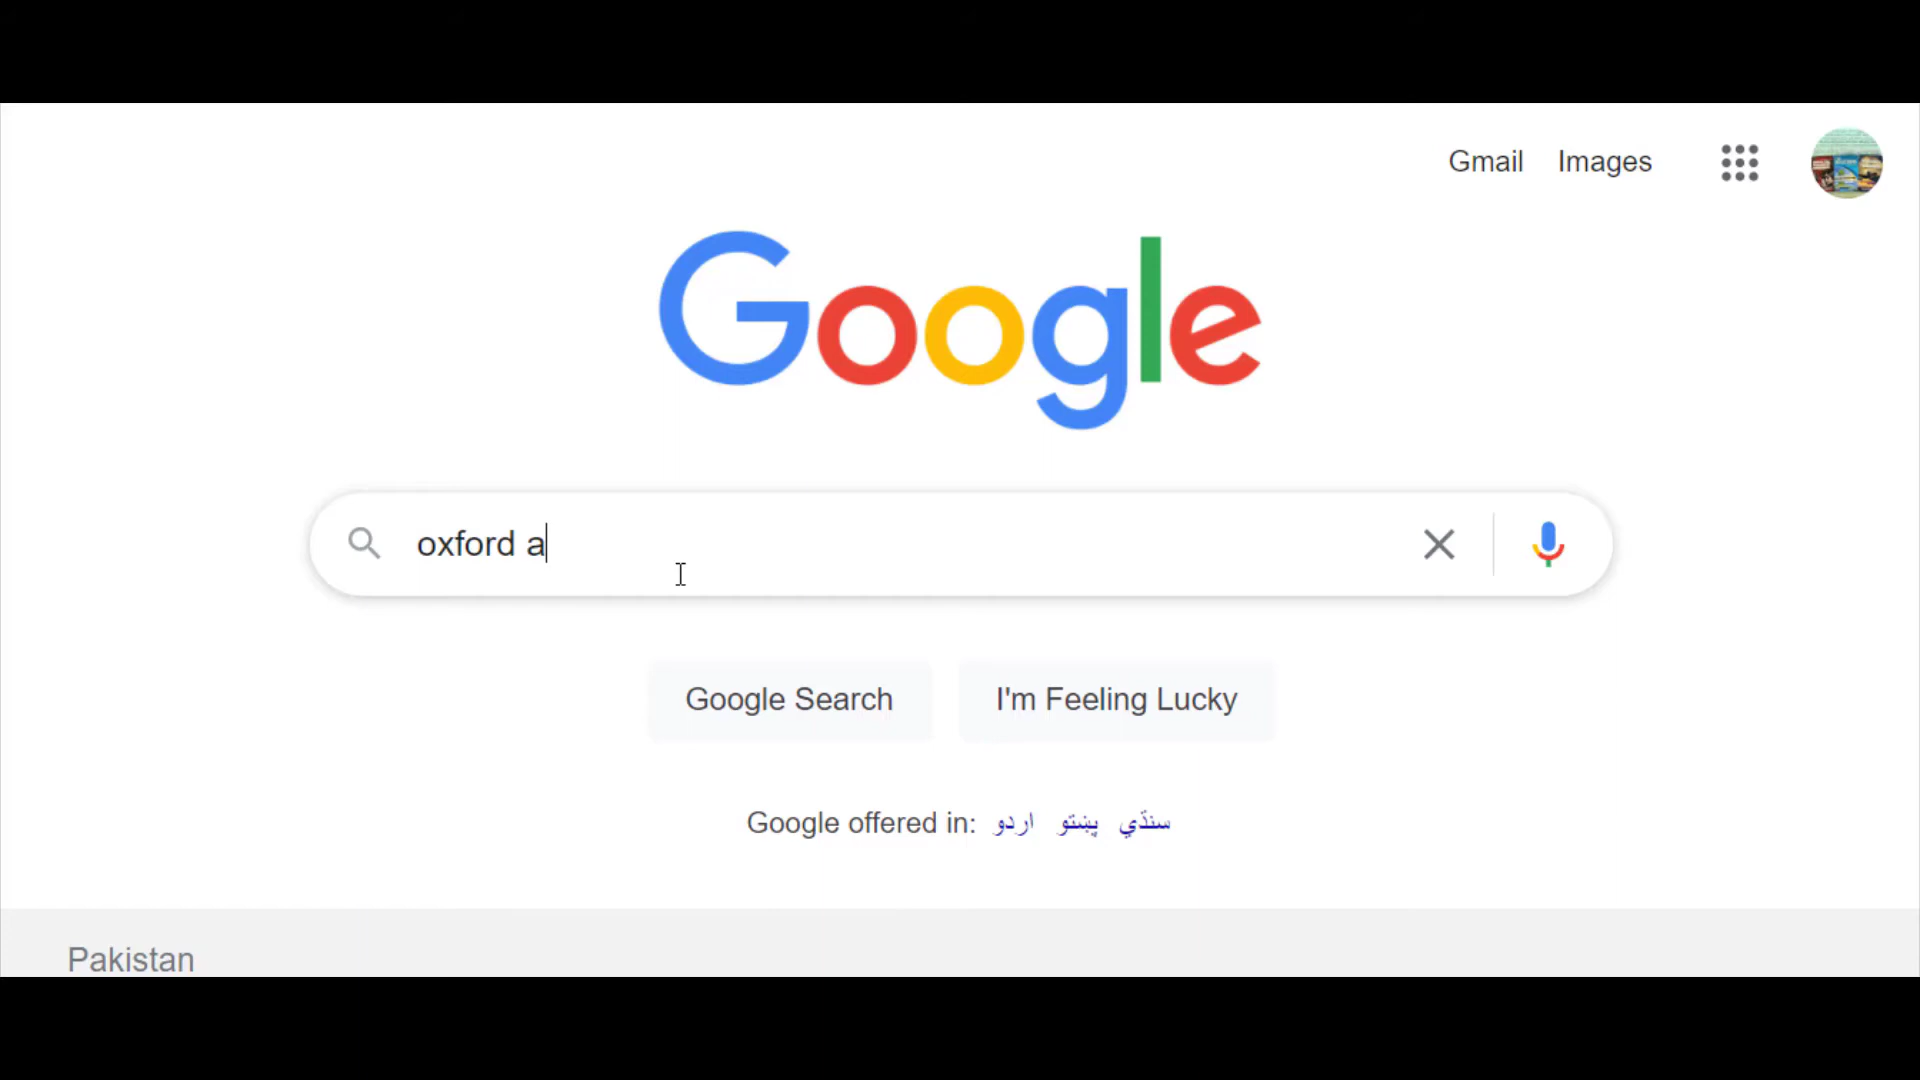 Gmail Images
Google
oxford a
Google Search I'm Feeling Lucky
Google offered in: اردو پښتو سنڌي
Pakistan